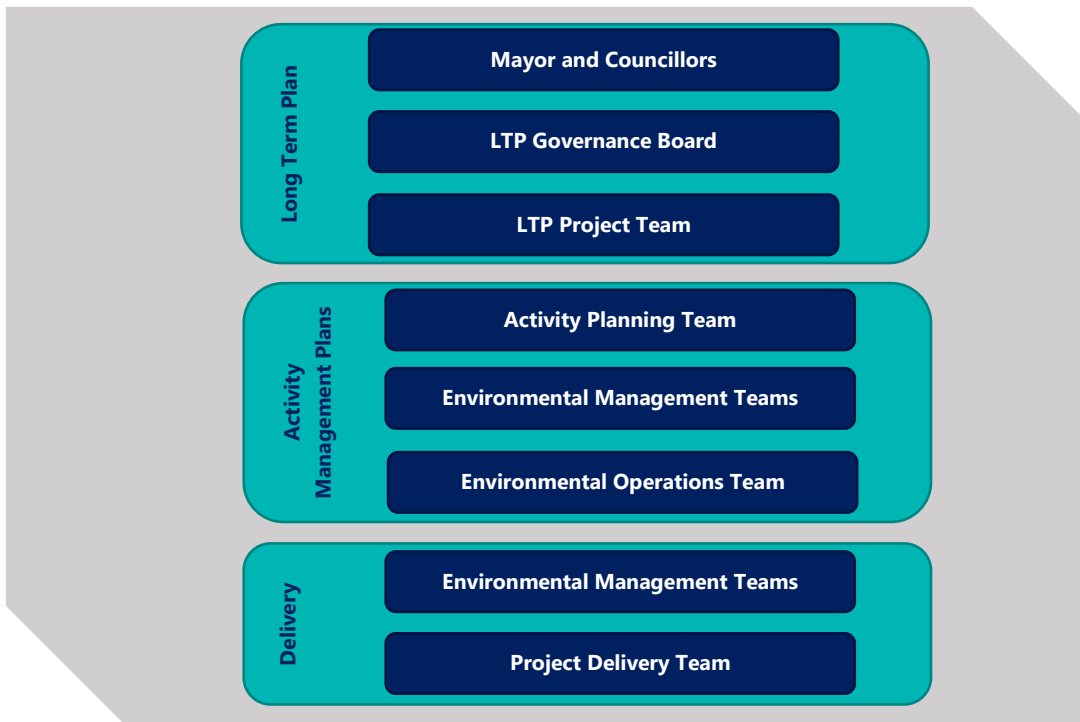 Long Term Plan
Mayor and Councillors
LTP Governance Board
LTP Project Team
Activity
Management Plans
Activity Planning Team
Environmental Management Teams
Environmental Operations Team
Delivery
Environmental Management Teams
Project Delivery Team